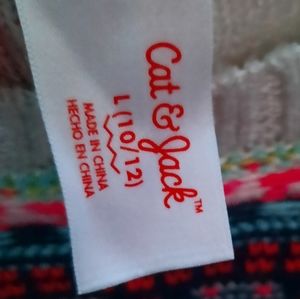 Cat & Jack™
L (10/12)
MADE IN CHINA
HECHO EN CHINA